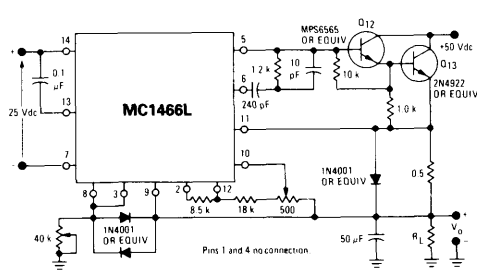 14
5
MPS6565
OR EQUIV
Q12
+50 Vdc
+
0.1
µF
1.2 k
10
pF
10 k
Q13
2N4922
OR EQUIV
6
240 pF
1.0 k
25 Vdc
13
MC1466L
11
7
10
1N4001
OR EQUIV
0.5
8
3
9
2
12
8.5 k
18 k
500
40 k
1N4001
OR EQUIV
Pins 1 and 4 no connection
50 µF
RL
+
Vo
−